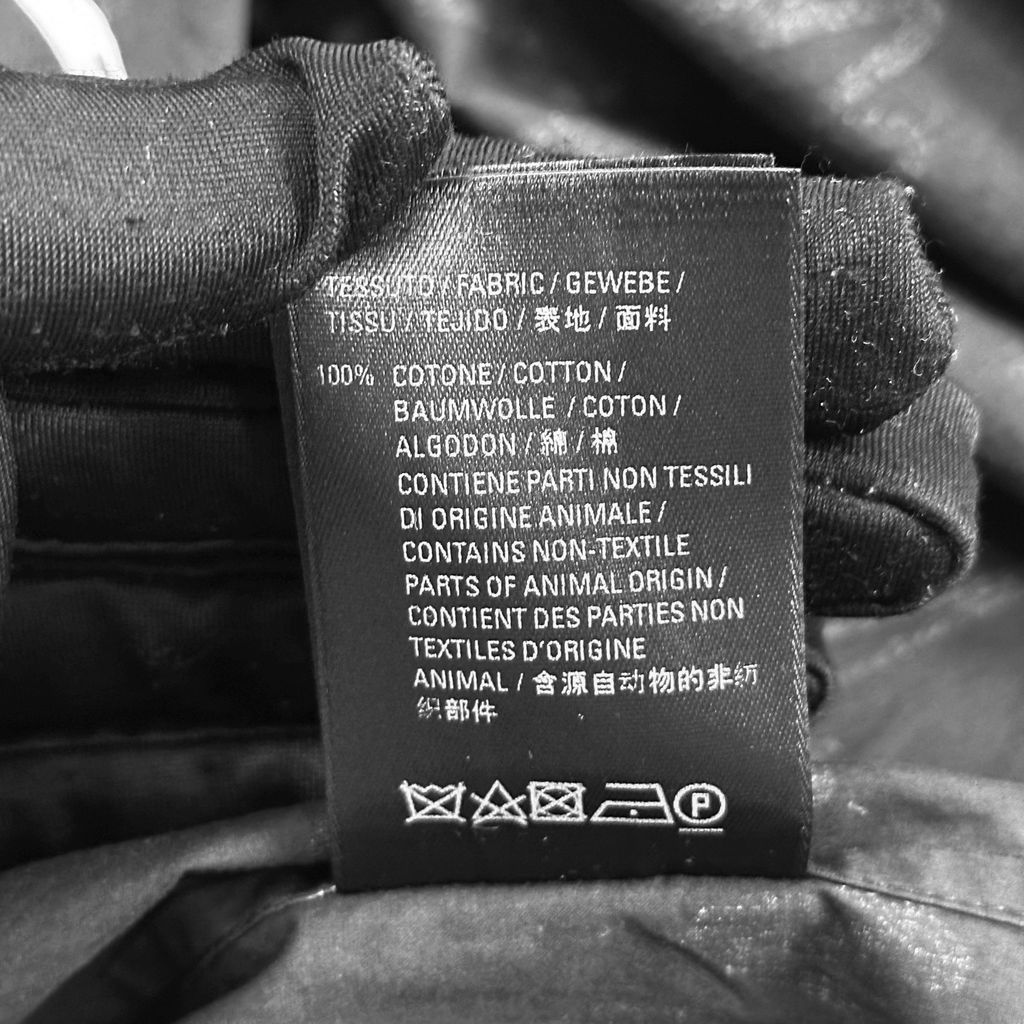 TESSUTO / FABRIC / GEWEBE /
TISSU / TEJIDO / 表地 / 面料
100% COTONE / COTTON /
BAUMWOLLE / COTON /
ALGODON / 綿 / 棉
CONTIENE PARTI NON TESSILI
DI ORIGINE ANIMALE /
CONTAINS NON-TEXTILE
PARTS OF ANIMAL ORIGIN /
CONTIENT DES PARTIES NON
TEXTILES D'ORIGINE
ANIMAL / 含源自动物的非纺
织部件
P